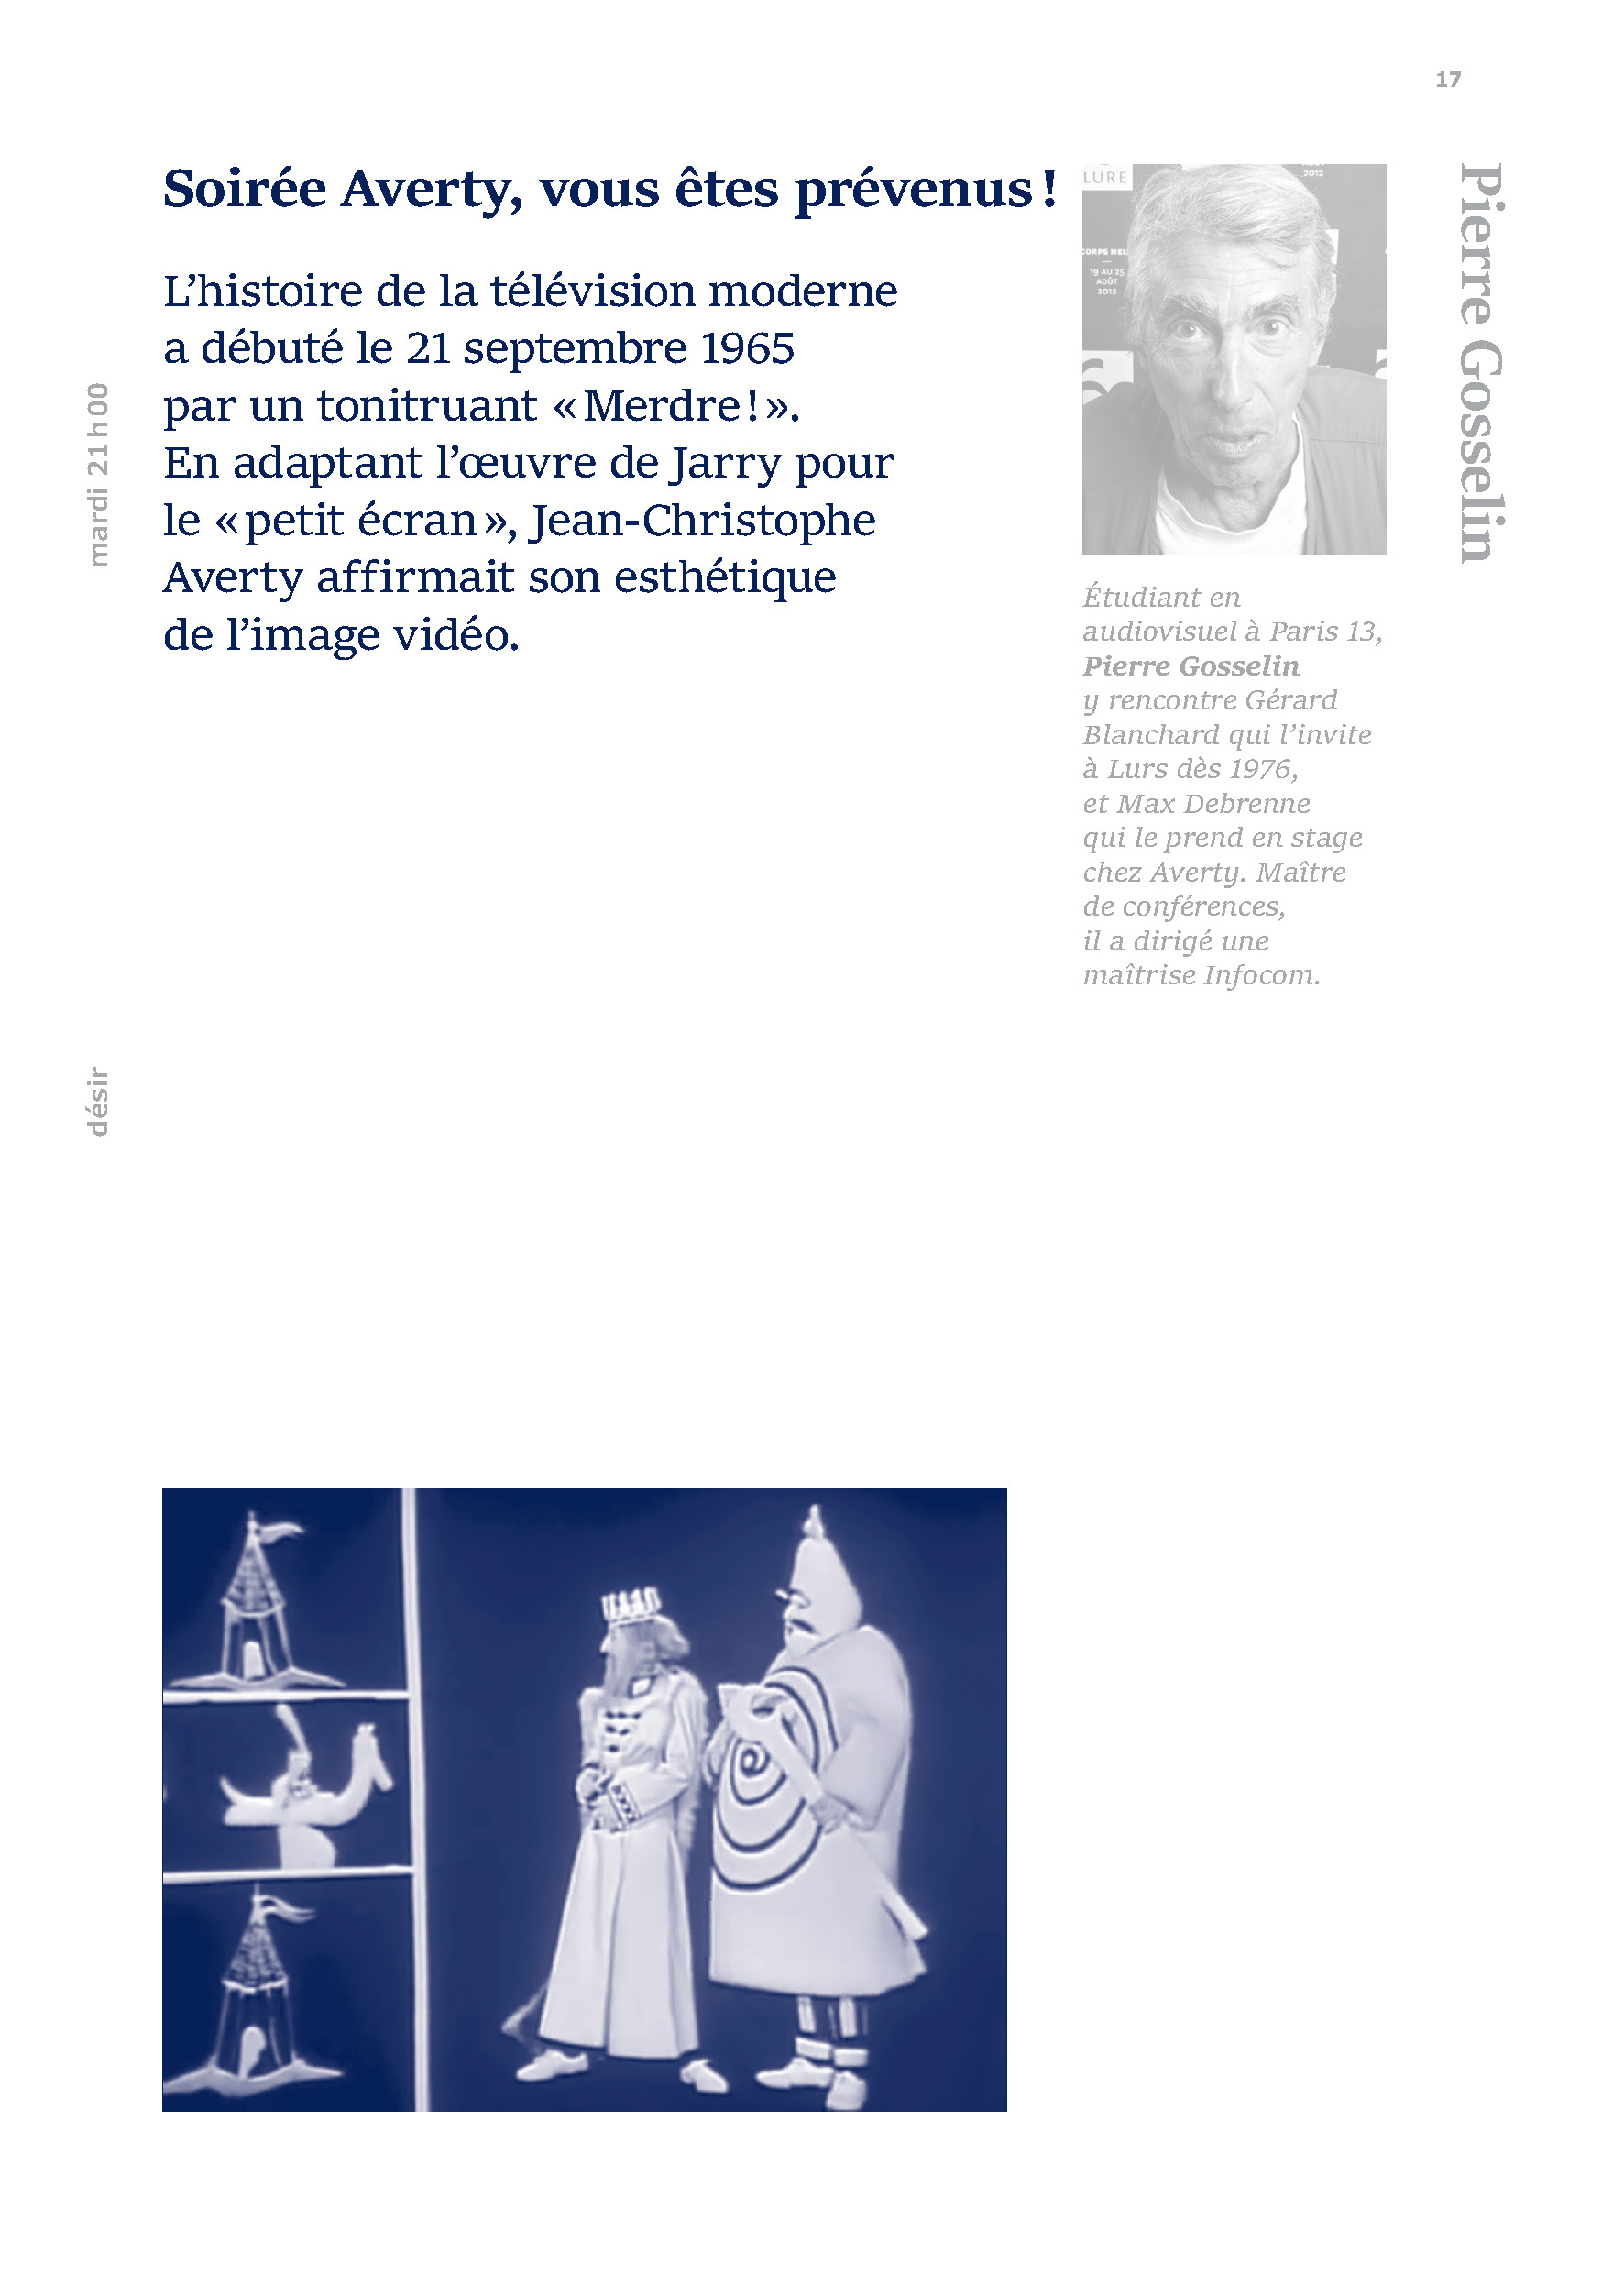 17
Soirée Averty, vous êtes prévenus !
L’histoire de la télévision moderne
a débuté le 21 septembre 1965
par un tonitruant « Merdre ! ».
En adaptant l’œuvre de Jarry pour
le « petit écran », Jean-Christophe
Averty affirmait son esthétique
de l’image vidéo.
mardi 21 h 00
désir
LURE
2012
CORPS NEU
—
19 AU 25
AOÛT
2012
Pierre Gosselin
Étudiant en
audiovisuel à Paris 13,
Pierre Gosselin
y rencontre Gérard
Blanchard qui l’invite
à Lurs dès 1976,
et Max Debrenne
qui le prend en stage
chez Averty. Maître
de conférences,
il a dirigé une
maîtrise Infocom.